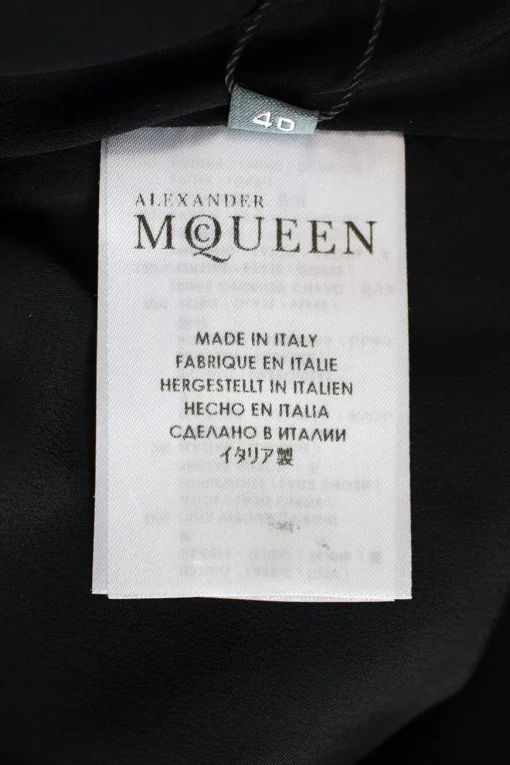 40
ALEXANDER
McQUEEN
MADE IN ITALY
FABRIQUE EN ITALIE
HERGESTELLT IN ITALIEN
HECHO EN ITALIA
СДЕЛАНО В ИТАЛИИ
イタリア製